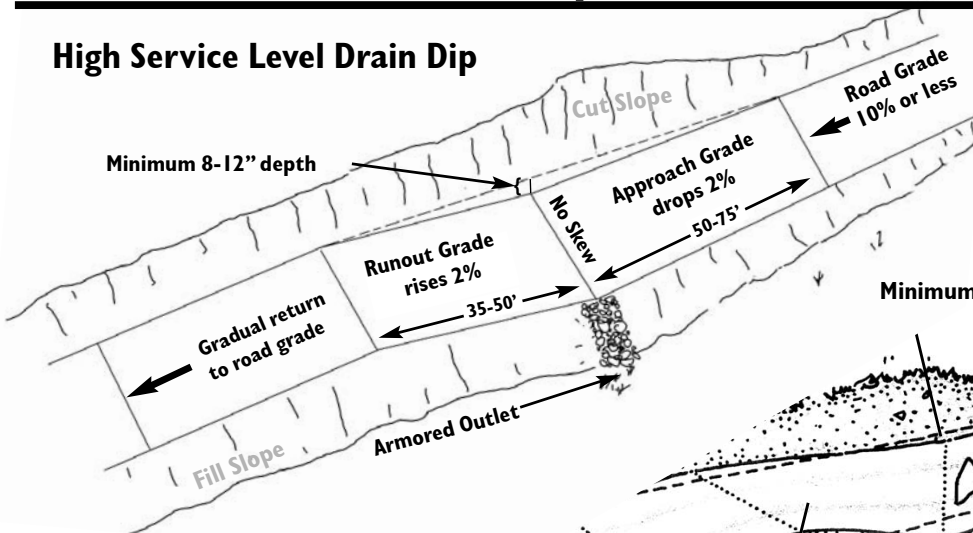 High Service Level Drain Dip
Cut Slope
Road Grade
10% or less
Minimum 8-12” depth
Approach Grade
drops 2%
50-75’
No Skew
Runout Grade
rises 2%
35-50’
Gradual return
to road grade
Minimum
Armored Outlet
Fill Slope